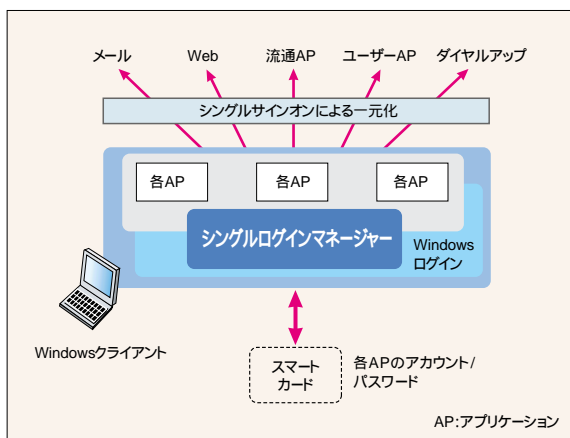 メール Web 流通AP ユーザーAP ダイヤルアップ
シングルサインオンによる一元化
各AP 各AP 各AP
シングルログインマネージャー
Windows
ログイン
Windowsクライアント
スマート
カード
各APのアカウント/
パスワード
AP:アプリケーション